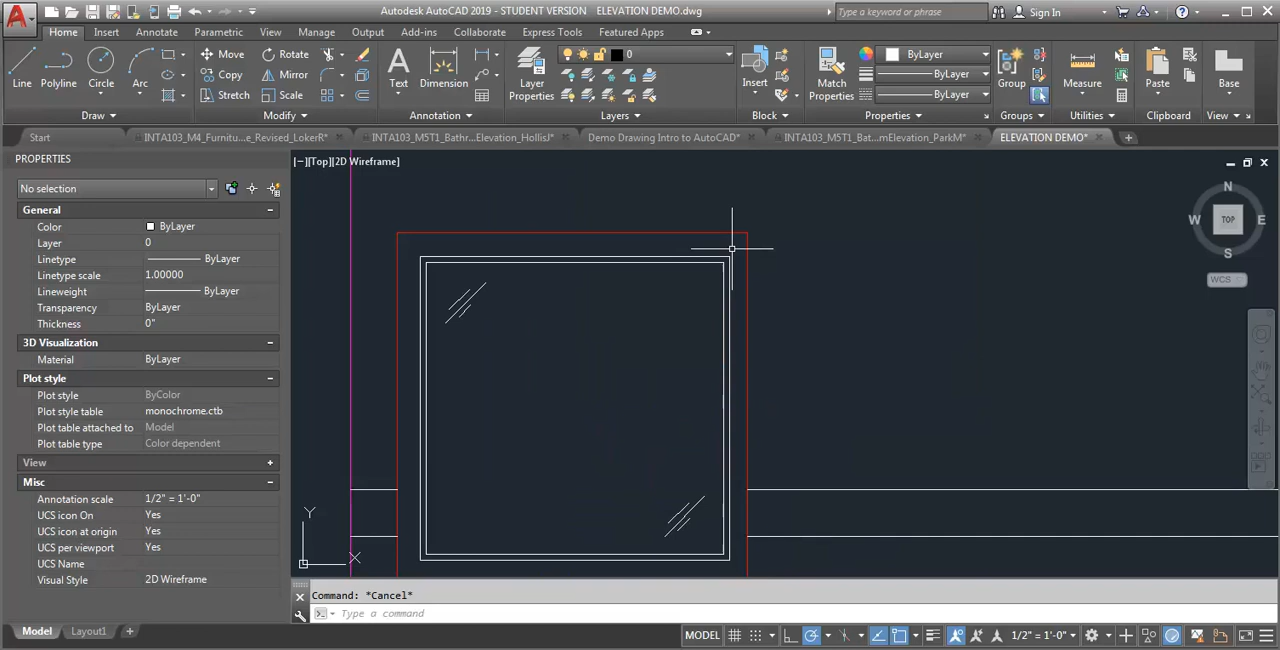 Autodesk AutoCAD 2019 - STUDENT VERSION ELEVATION DEMO.dwg
Type a keyword or phrase
Sign In
Home Insert Annotate Parametric View Manage Output Add-ins Collaborate Express Tools Featured Apps
Line Polyline Circle Arc
Move Rotate
Copy Mirror
Stretch Scale
Text Dimension
Layer Properties
0
Insert
Match Properties
ByLayer
ByLayer
ByLayer
Group
Measure
Paste
Base
Draw Modify Annotation Layers Block Properties Groups Utilities Clipboard View
Start INTA103_M4_Furnitu...e_Revised_LokerR* INTA103_M5T1_Bathr...Elevation_HollisJ* Demo Drawing Intro to AutoCAD* INTA103_M5T1_Bat...mElevation_ParkM* ELEVATION DEMO*
PROPERTIES
No selection
General
Color ByLayer
Layer 0
Linetype ByLayer
Linetype scale 1.00000
Lineweight ByLayer
Transparency ByLayer
Thickness 0"
3D Visualization
Material ByLayer
Plot style
Plot style ByColor
Plot style table monochrome.ctb
Plot table attached to Model
Plot table type Color dependent
View
Misc
Annotation scale 1/2" = 1'-0"
UCS icon On Yes
UCS icon at origin Yes
UCS per viewport Yes
UCS Name
Visual Style 2D Wireframe
[−][Top][2D Wireframe]
N
W TOP E
S
WCS
Y
X
Command: *Cancel*
Type a command
Model Layout1
MODEL
1/2" = 1'-0"